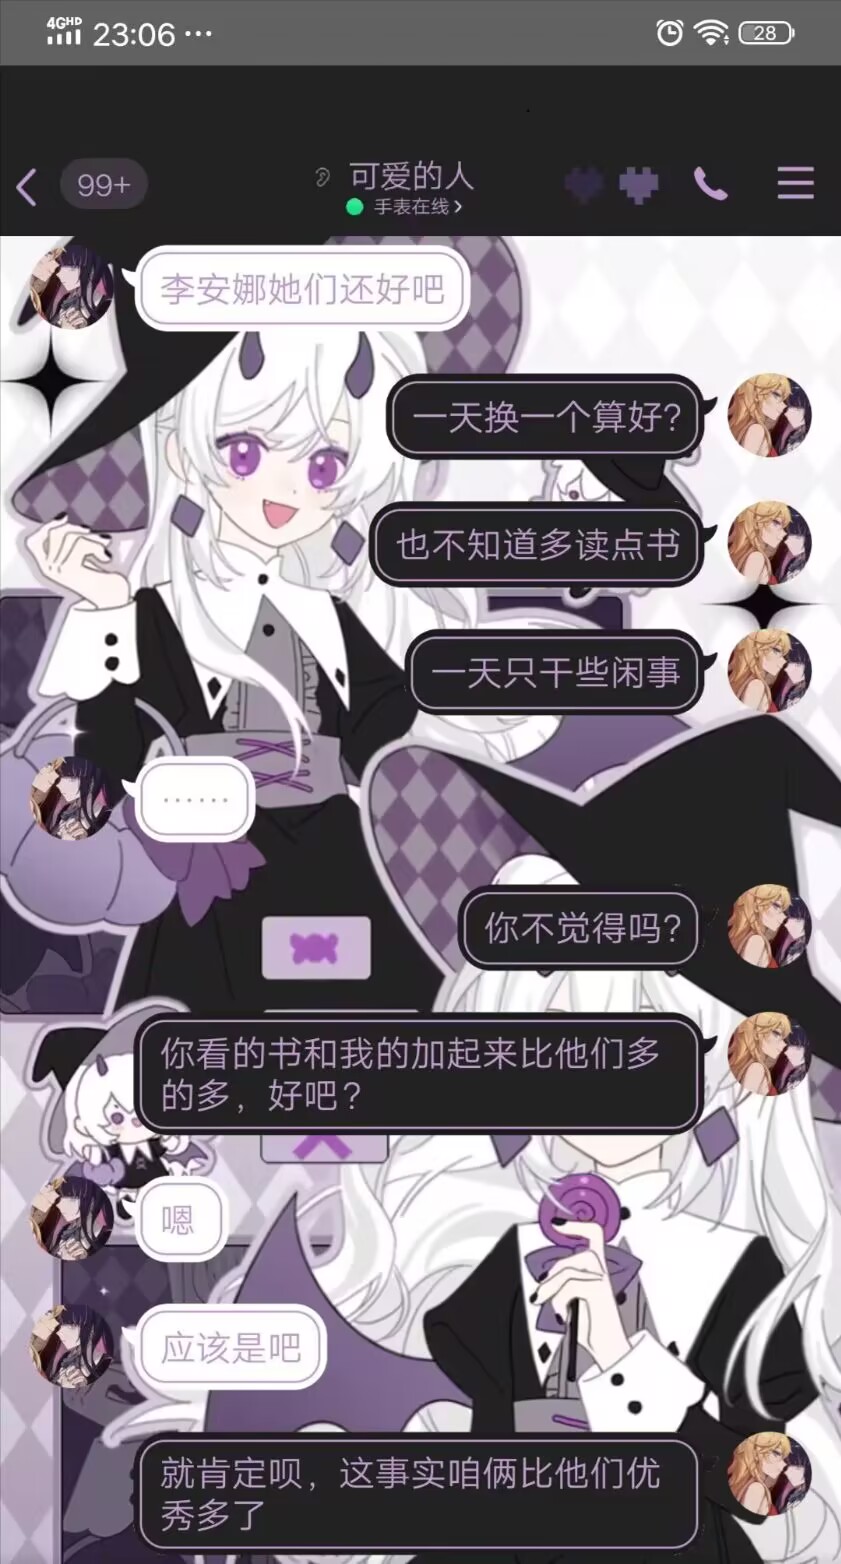 4GHD 23:06 ··· 28
99+ 可爱的人
手表在线
李安娜她们还好吧
一天换一个算好?
也不知道多读点书
一天只干些闲事
……
你不觉得吗?
你看的书和我的加起来比他们多
的多，好吧？
嗯
应该是吧
就肯定呗，这事实咱俩比他们优
秀多了